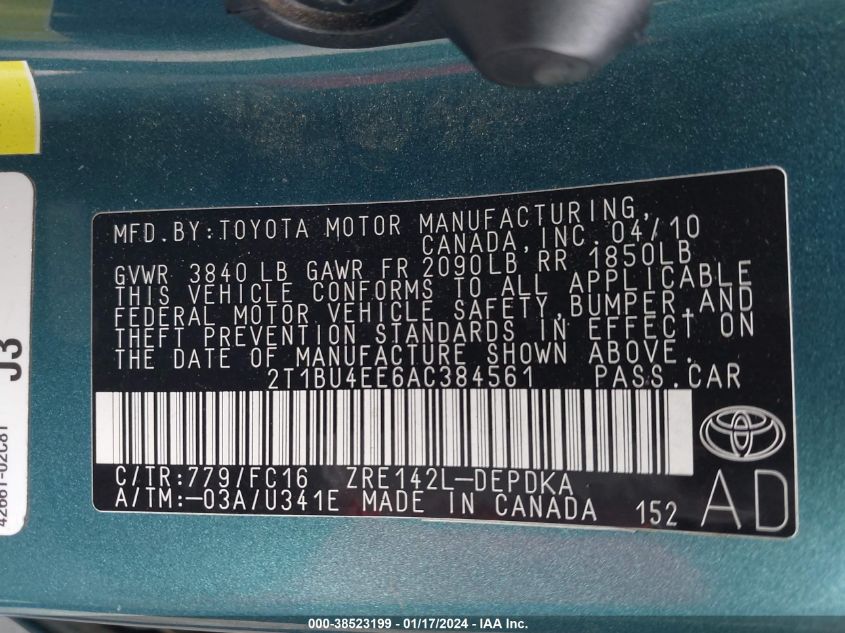 MFD.BY:TOYOTA MOTOR MANUFACTURING,
CANADA,INC. 04/10
GVWR 3840 LB GAWR FR 2090LB RR 1850LB
THIS VEHICLE CONFORMS TO ALL APPLICABLE
FEDERAL MOTOR VEHICLE SAFETY,BUMPER,AND
THEFT PREVENTION STANDARDS IN EFFECT ON
THE DATE OF MANUFACTURE SHOWN ABOVE.
2T1BU4EE6AC384561 PASS.CAR
C/TR:779/FC16 ZRE142L-DEPDKA
A/TM:-03A/U341E MADE IN CANADA 152
AD
J3
42661-02C81
000-38523199 - 01/17/2024 - IAA Inc.